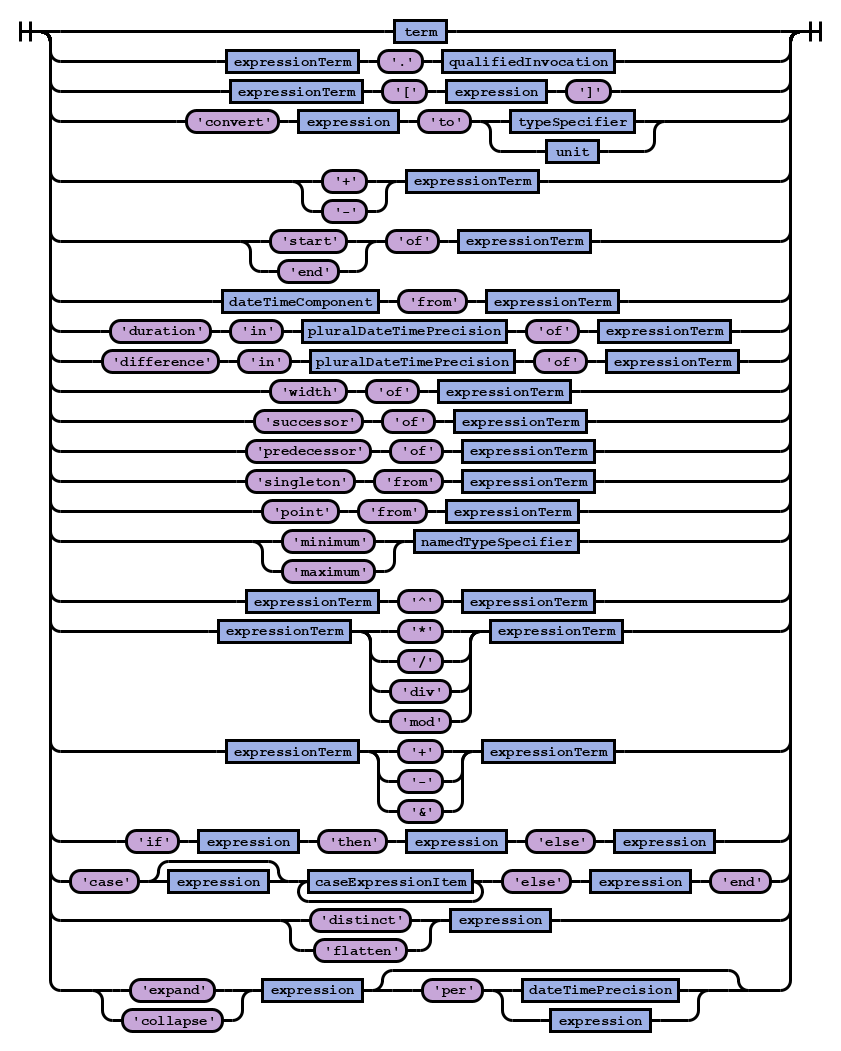 term
expressionTerm '.' qualifiedInvocation
expressionTerm '[' expression ']'
'convert' expression 'to' typeSpecifier
unit
'+' expressionTerm
'-'
'start' 'of' expressionTerm
'end'
dateTimeComponent 'from' expressionTerm
'duration' 'in' pluralDateTimePrecision 'of' expressionTerm
'difference' 'in' pluralDateTimePrecision 'of' expressionTerm
'width' 'of' expressionTerm
'successor' 'of' expressionTerm
'predecessor' 'of' expressionTerm
'singleton' 'from' expressionTerm
'point' 'from' expressionTerm
'minimum' namedTypeSpecifier
'maximum'
expressionTerm '^' expressionTerm
expressionTerm '*' expressionTerm
'/'
'div'
'mod'
expressionTerm '+' expressionTerm
'-'
'&'
'if' expression 'then' expression 'else' expression
'case' expression caseExpressionItem 'else' expression 'end'
'distinct' expression
'flatten'
'expand' expression 'per' dateTimePrecision
'collapse' expression